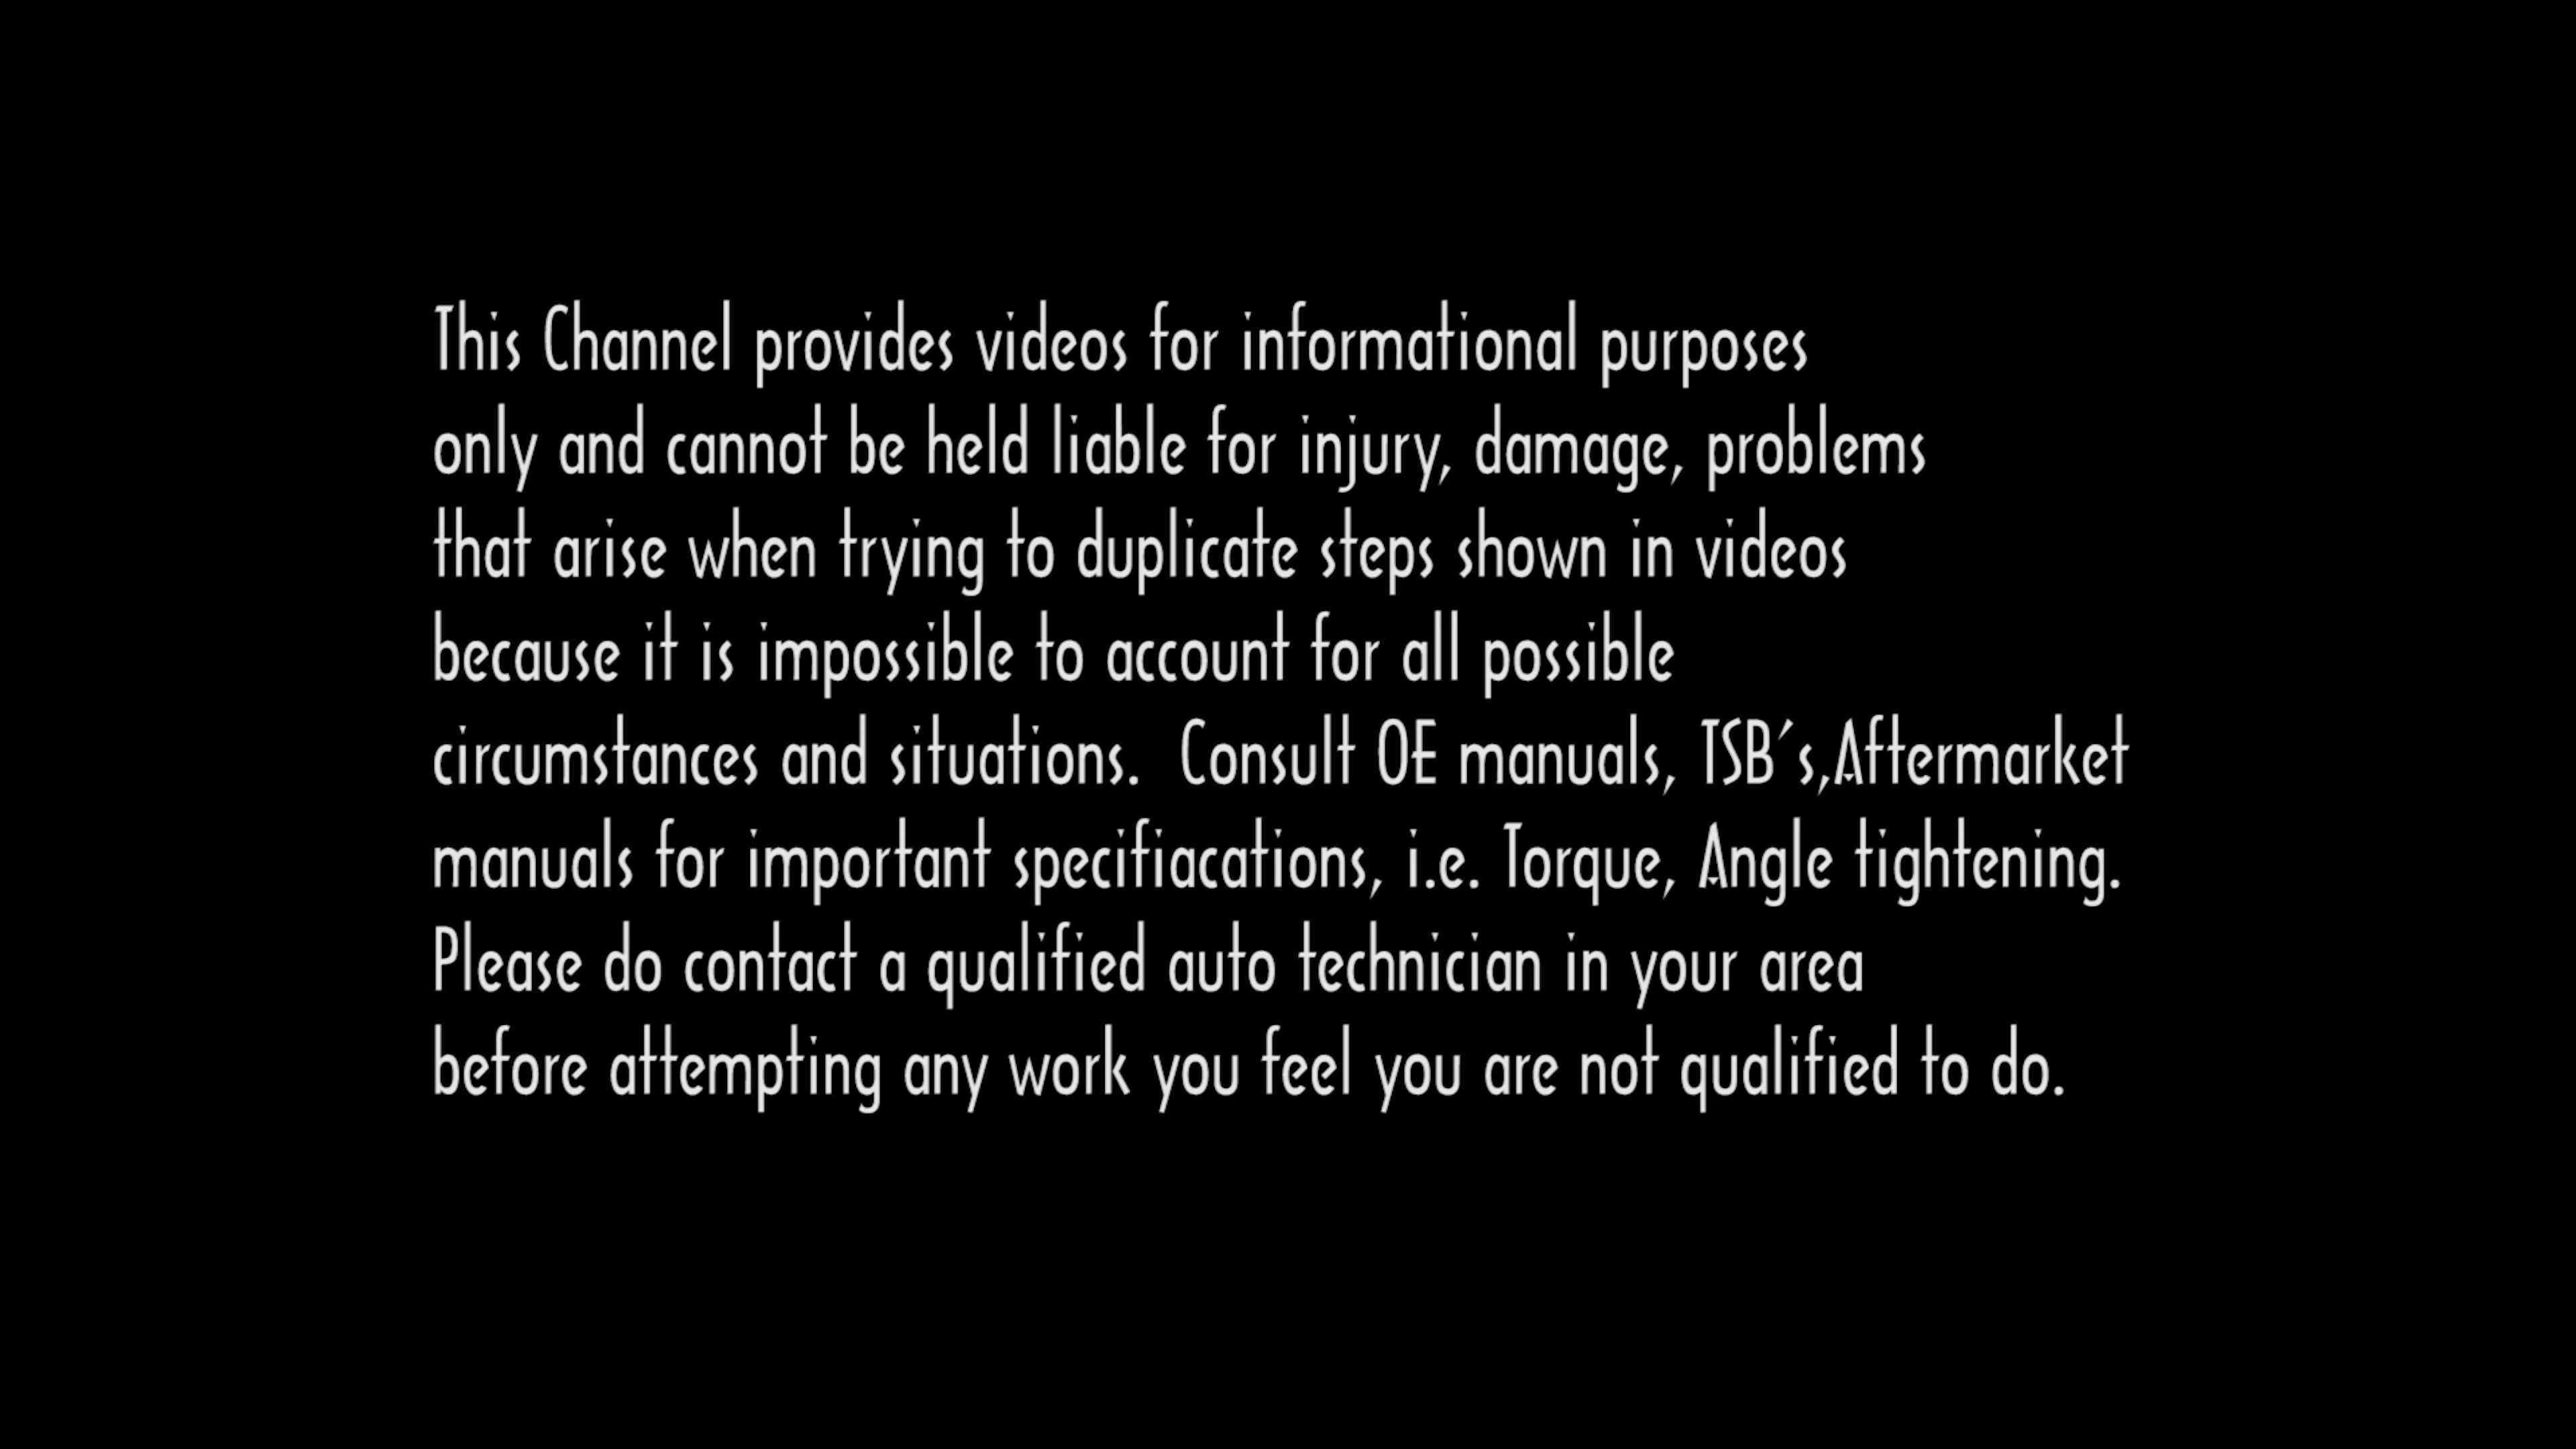 This Channel provides videos for informational purposes
only and cannot be held liable for injury, damage, problems
that arise when trying to duplicate steps shown in videos
because it is impossible to account for all possible
circumstances and situations.  Consult OE manuals, TSB's,Aftermarket
manuals for important specifiacations, i.e. Torque, Angle tightening.
Please do contact a qualified auto technician in your area
before attempting any work you feel you are not qualified to do.